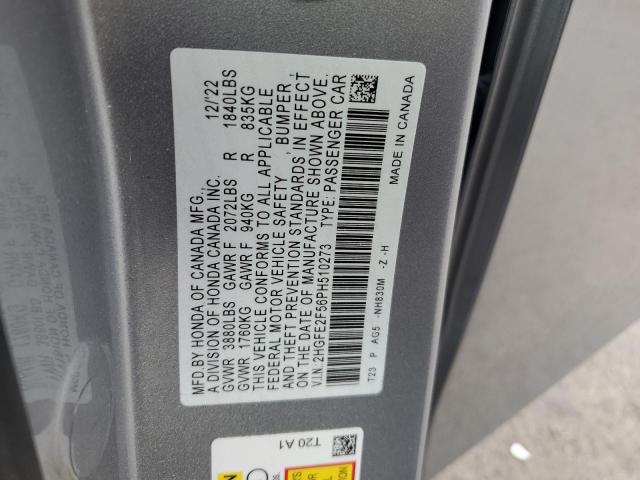 MFD.BY HONDA OF CANADA MFG., 12/'22
A DIVISION OF HONDA CANADA INC.
GVWR 3880LBS GAWR F 2072LBS R 1840LBS
GVWR 1760KG GAWR F 940KG R 835KG
THIS VEHICLE CONFORMS TO ALL APPLICABLE
FEDERAL MOTOR VEHICLE SAFETY , BUMPER ,
AND THEFT PREVENTION STANDARDS IN EFFECT
ON THE DATE OF MANUFACTURE SHOWN ABOVE.
V.I.N.:2HGFE2F56PH510273 TYPE: PASSENGER CAR
T23 P AG5 -NH830M -Z -H
MADE IN CANADA
T20 A1